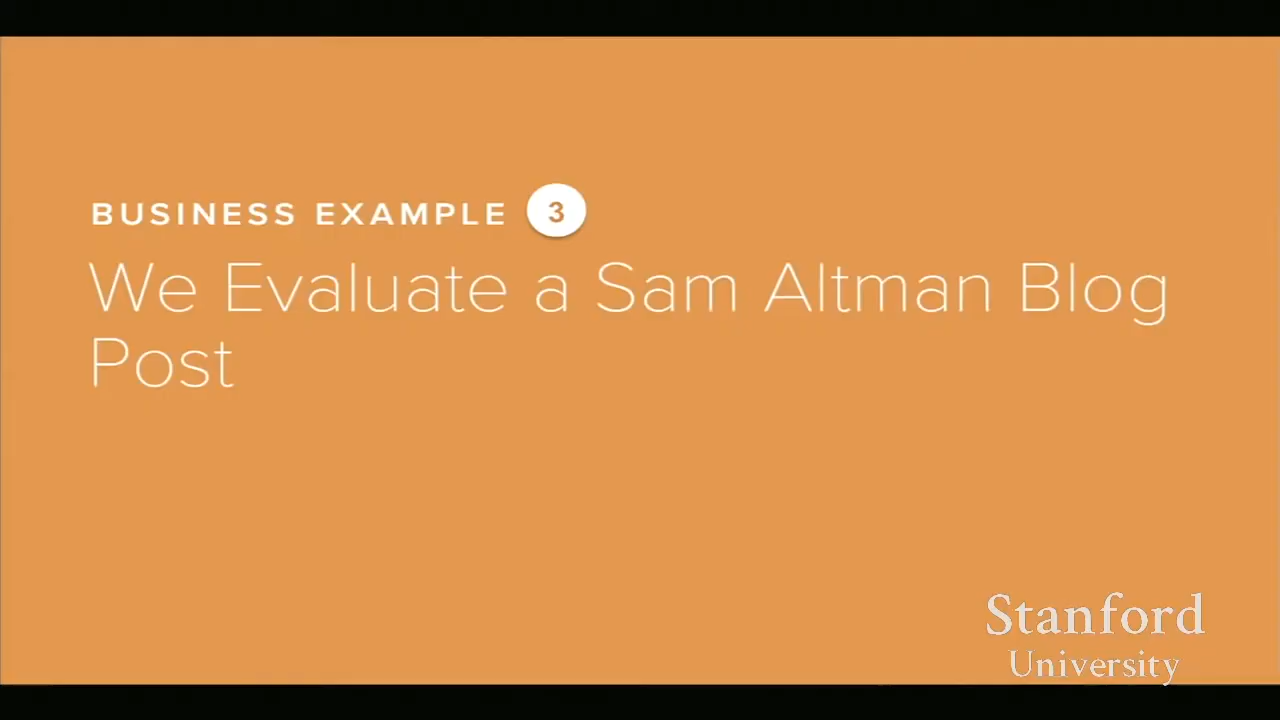 BUSINESS EXAMPLE 3
We Evaluate a Sam Altman Blog
Post
Stanford
University